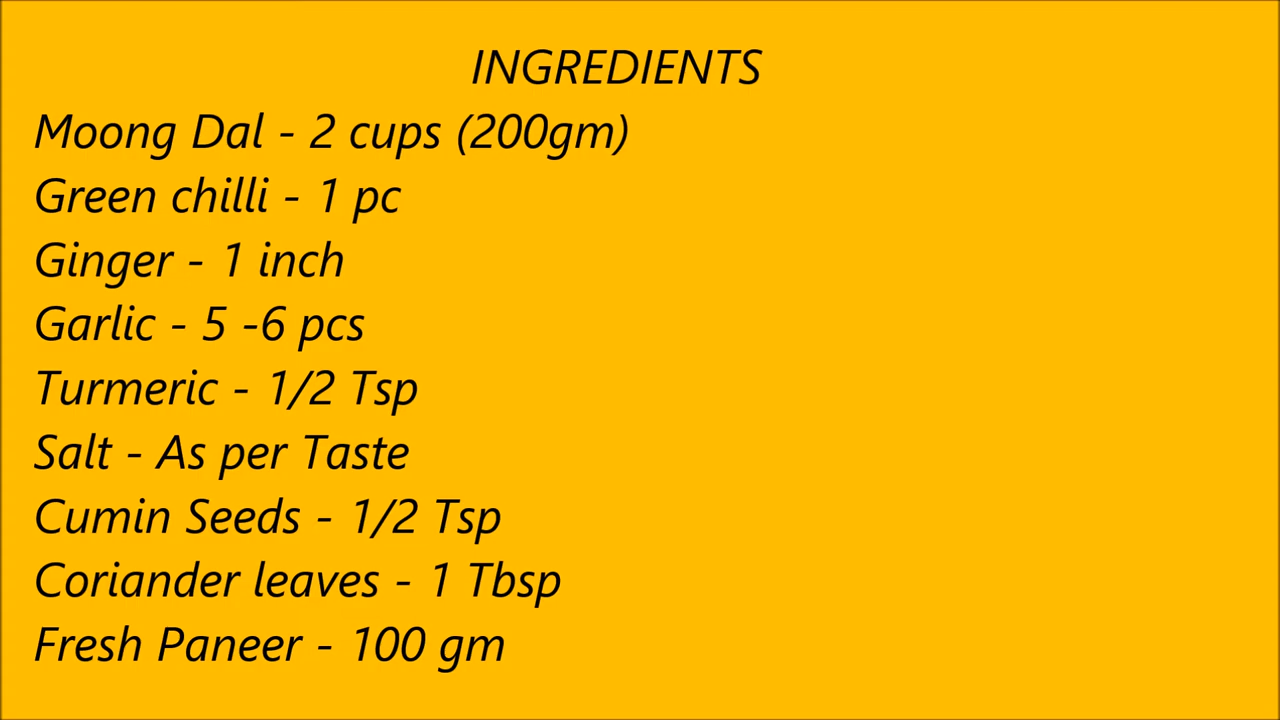 INGREDIENTS
Moong Dal - 2 cups (200gm)
Green chilli - 1 pc
Ginger - 1 inch
Garlic - 5 -6 pcs
Turmeric - 1/2 Tsp
Salt - As per Taste
Cumin Seeds - 1/2 Tsp
Coriander leaves - 1 Tbsp
Fresh Paneer - 100 gm